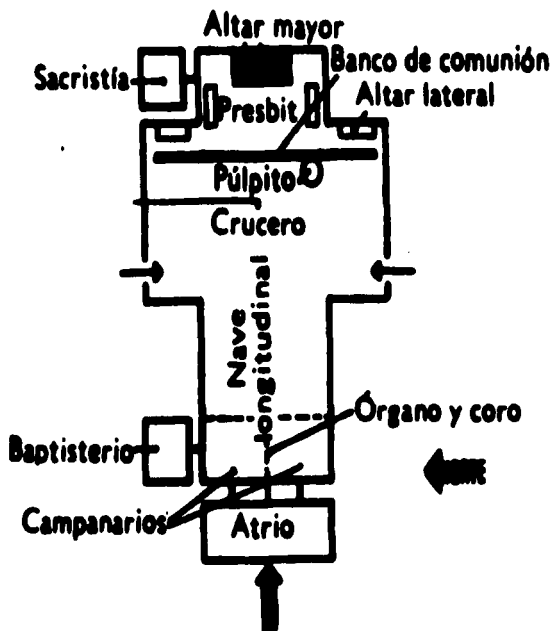 Altar mayor
Banco de comunión
Sacristía
Altar lateral
Presbit
Púlpito
Crucero
Nave
longitudinal
Órgano y coro
Baptisterio
Campanarios
Atrio